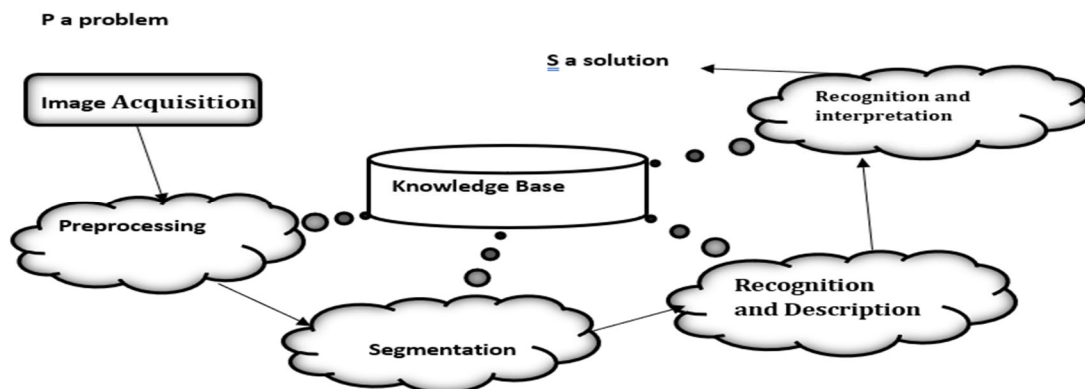 P a problem
S a solution
Image Acquisition
Recognition and
interpretation
Knowledge Base
Preprocessing
Recognition
and Description
Segmentation